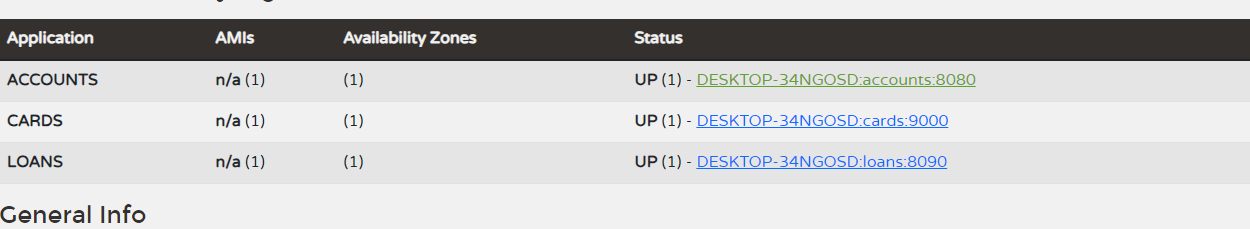 Application AMIs Availability Zones Status
ACCOUNTS n/a (1) (1) UP (1) - DESKTOP-34NGOSD:accounts:8080
CARDS n/a (1) (1) UP (1) - DESKTOP-34NGOSD:cards:9000
LOANS n/a (1) (1) UP (1) - DESKTOP-34NGOSD:loans:8090
General Info